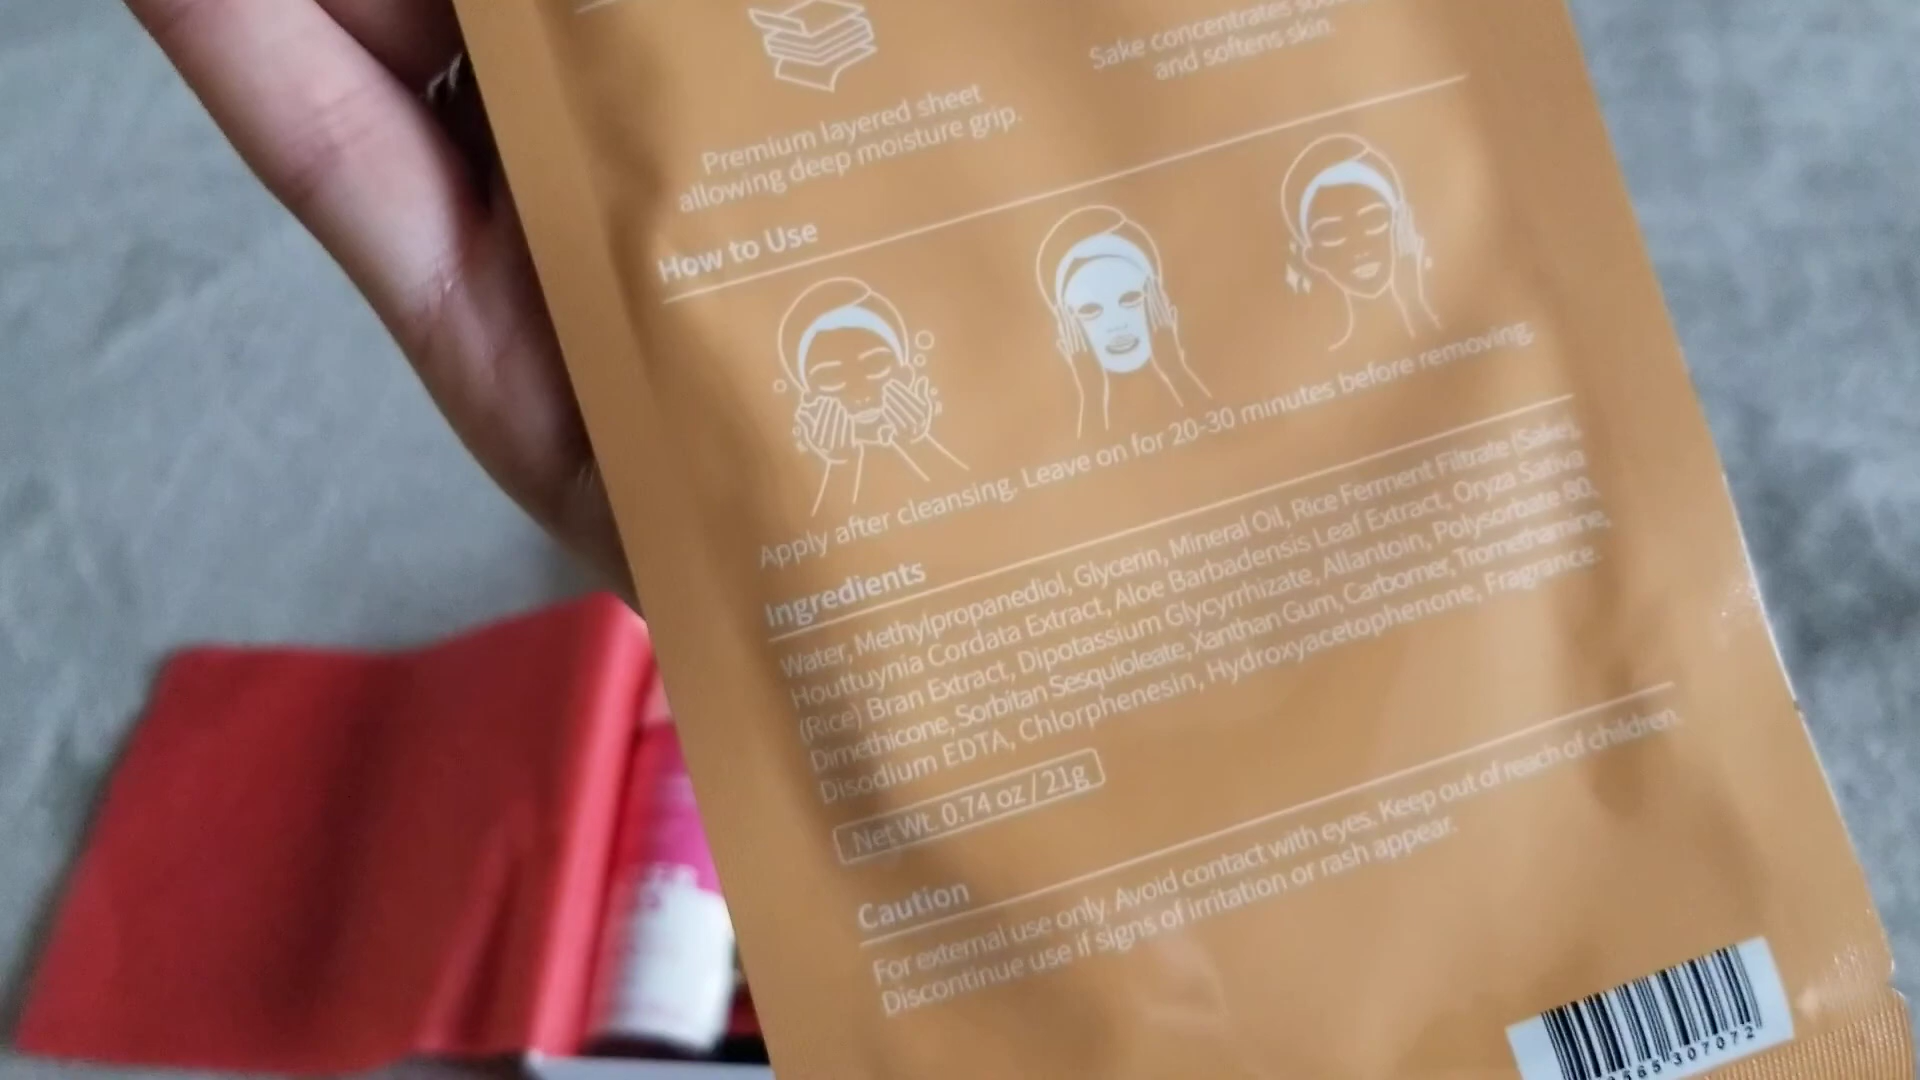 Sake concentrates
and softens skin.
Premium layered sheet
allowing deep moisture grip.
How to Use
Apply after cleansing. Leave on for 20-30 minutes before removing.
Ingredients
Water, Methylpropanediol, Glycerin, Mineral Oil, Rice Ferment Filtrate (Sake),
Houttuynia Cordata Extract, Aloe Barbadensis Leaf Extract, Oryza Sativa
(Rice) Bran Extract, Dipotassium Glycyrrhizate, Allantoin, Polysorbate 80,
Dimethicone, Sorbitan Sesquioleate, Xanthan Gum, Carbomer, Tromethamine,
Disodium EDTA, Chlorphenesin, Hydroxyacetophenone, Fragrance.
Net Wt. 0.74 oz / 21g
Caution
For external use only. Avoid contact with eyes. Keep out of reach of children.
Discontinue use if signs of irritation or rash appear.
565 307072